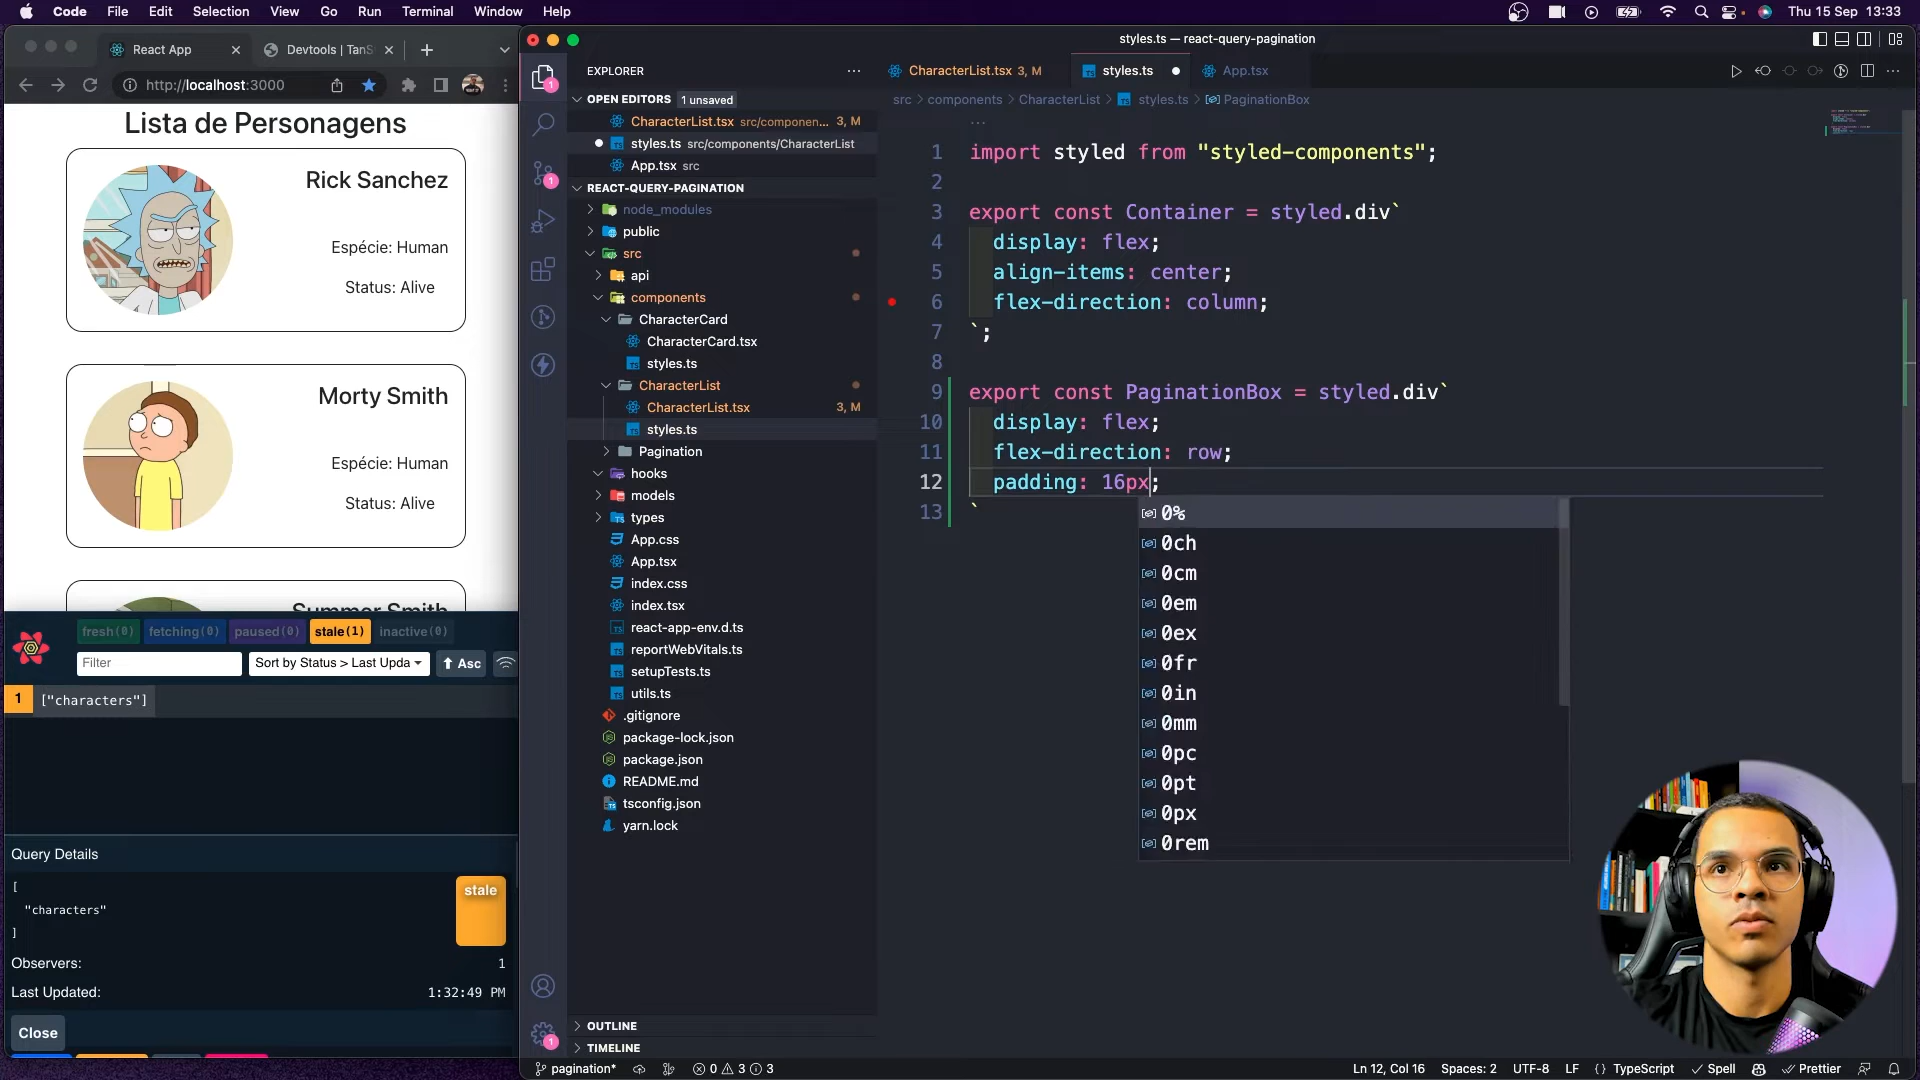 Code File Edit Selection View Go Run Terminal Window Help
Thu 15 Sep 13:33
React App
Devtools | TanS
http://localhost:3000
Lista de Personagens
Rick Sanchez
Espécie: Human
Status: Alive
Morty Smith
Espécie: Human
Status: Alive
Summer Smith
fresh(0) fetching(0) paused(0) stale(1) inactive(0)
Filter
Sort by Status > Last Upda
Asc
1 ["characters"]
Query Details
[
"characters"
]
stale
Observers: 1
Last Updated: 1:32:49 PM
Close
styles.ts — react-query-pagination
EXPLORER
OPEN EDITORS 1 unsaved
CharacterList.tsx src/componen... 3, M
styles.ts src/components/CharacterList
App.tsx src
REACT-QUERY-PAGINATION
node_modules
public
src
api
components
CharacterCard
CharacterCard.tsx
styles.ts
CharacterList
CharacterList.tsx 3, M
styles.ts
Pagination
hooks
models
types
App.css
App.tsx
index.css
index.tsx
react-app-env.d.ts
reportWebVitals.ts
setupTests.ts
utils.ts
.gitignore
package-lock.json
package.json
README.md
tsconfig.json
yarn.lock
OUTLINE
TIMELINE
CharacterList.tsx 3, M
styles.ts
App.tsx
src > components > CharacterList > styles.ts > PaginationBox
1 import styled from "styled-components";
2
3 export const Container = styled.div`
4 display: flex;
5 align-items: center;
6 flex-direction: column;
7 `;
8
9 export const PaginationBox = styled.div`
10 display: flex;
11 flex-direction: row;
12 padding: 16px;
13 `
0%
0ch
0cm
0em
0ex
0fr
0in
0mm
0pc
0pt
0px
0rem
pagination* 0 3 3
Ln 12, Col 16 Spaces: 2 UTF-8 LF {} TypeScript Spell Prettier